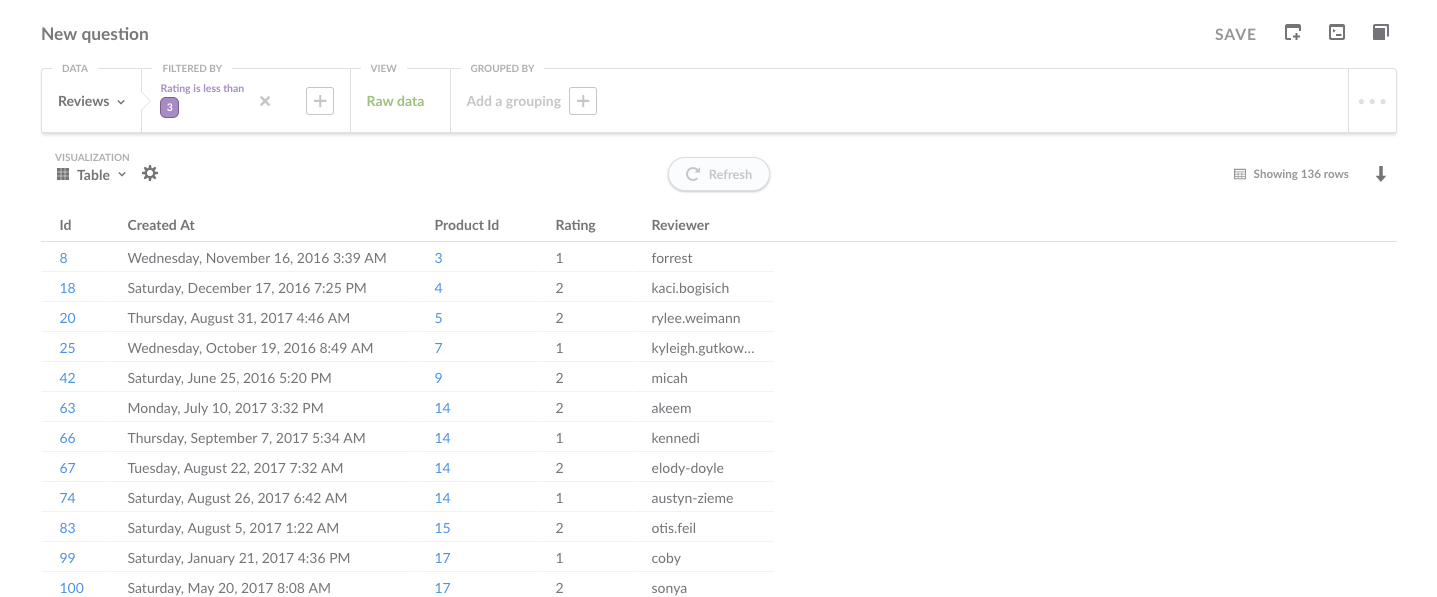 New question
SAVE
DATA FILTERED BY VIEW GROUPED BY
Rating is less than
Reviews 3 Raw data Add a grouping
VISUALIZATION
Table Refresh Showing 136 rows
Id Created At Product Id Rating Reviewer
8 Wednesday, November 16, 2016 3:39 AM 3 1 forrest
18 Saturday, December 17, 2016 7:25 PM 4 2 kaci.bogisich
20 Thursday, August 31, 2017 4:46 AM 5 2 rylee.weimann
25 Wednesday, October 19, 2016 8:49 AM 7 1 kyleigh.gutkow...
42 Saturday, June 25, 2016 5:20 PM 9 2 micah
63 Monday, July 10, 2017 3:32 PM 14 2 akeem
66 Thursday, September 7, 2017 5:34 AM 14 1 kennedi
67 Tuesday, August 22, 2017 7:32 AM 14 2 elody-doyle
74 Saturday, August 26, 2017 6:42 AM 14 1 austyn-zieme
83 Saturday, August 5, 2017 1:22 AM 15 2 otis.feil
99 Saturday, January 21, 2017 4:36 PM 17 1 coby
100 Saturday, May 20, 2017 8:08 AM 17 2 sonya